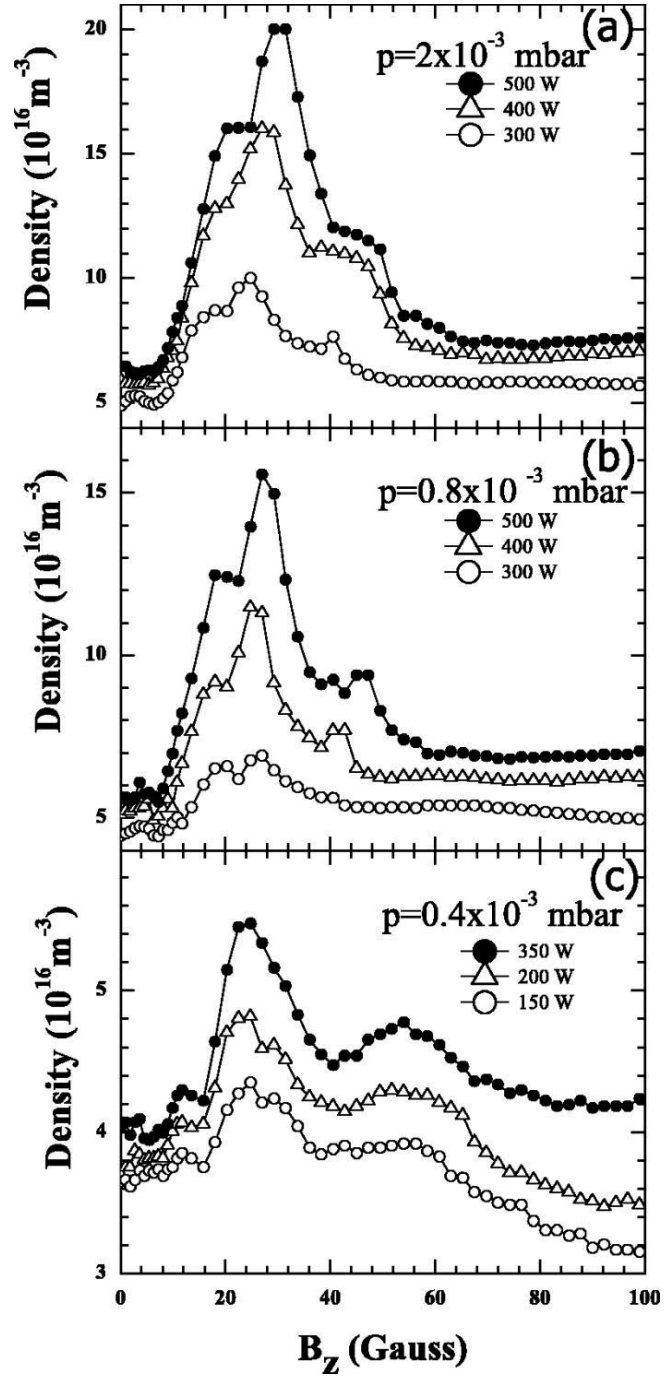 (a)
p=2x10⁻³ mbar
500 W
400 W
300 W
20
15
10
5
Density (10¹⁶ m⁻³)
(b)
p=0.8x10⁻³ mbar
500 W
400 W
300 W
15
10
5
Density (10¹⁶ m⁻³)
(c)
p=0.4x10⁻³ mbar
350 W
200 W
150 W
5
4
3
Density (10¹⁶ m⁻³)
0 20 40 60 80 100
B_z (Gauss)